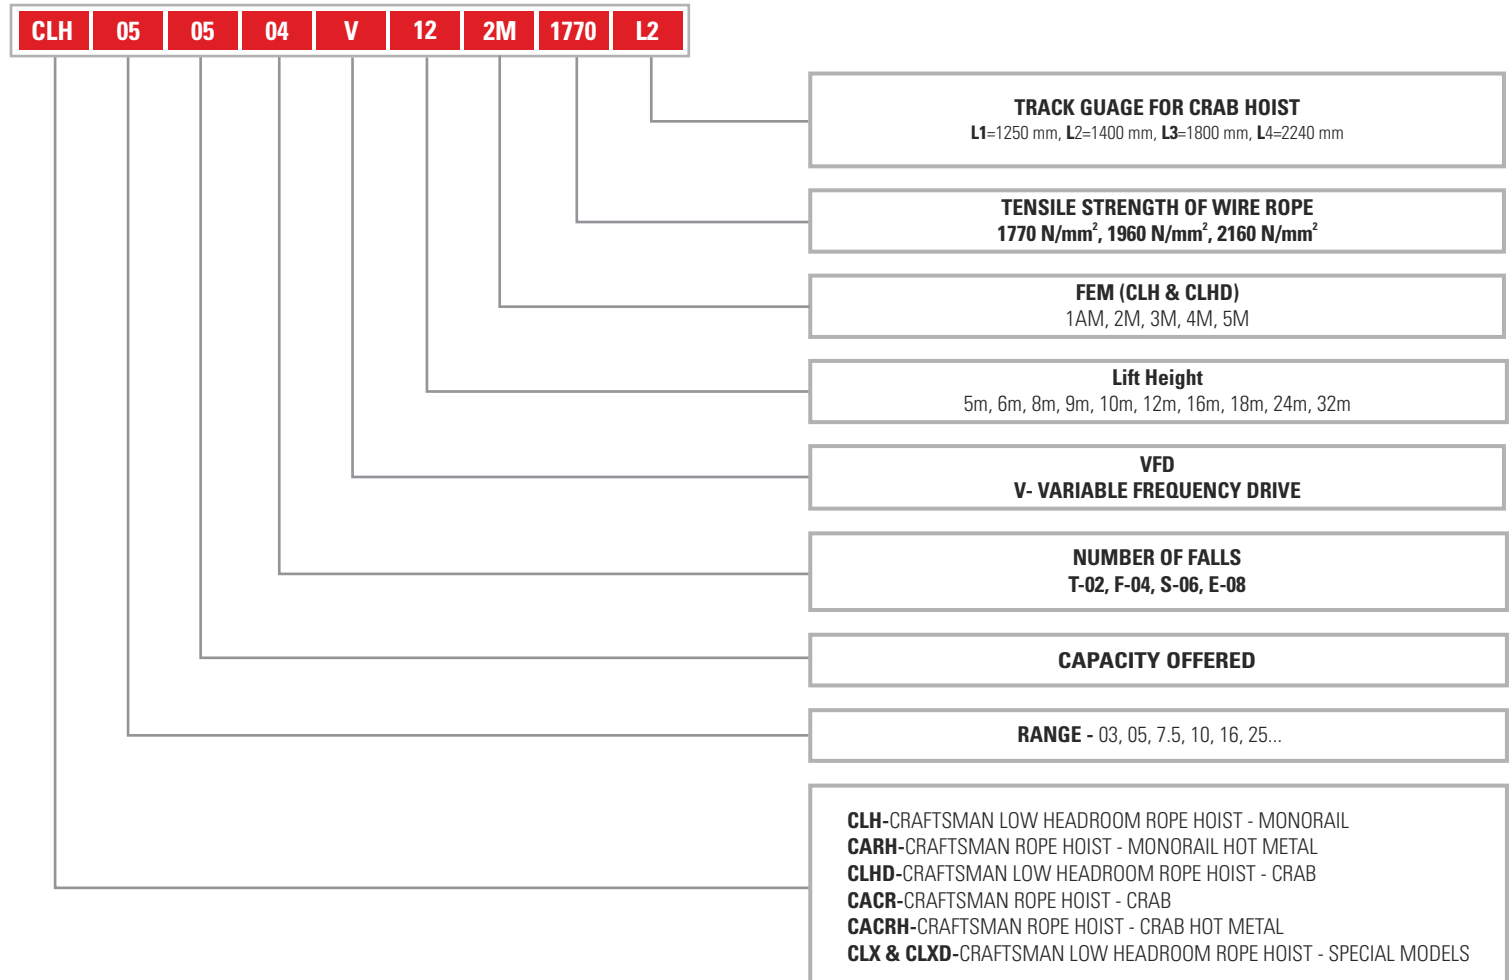 CLH 05 05 04 V 12 2M 1770 L2
TRACK GUAGE FOR CRAB HOIST
L1=1250 mm, L2=1400 mm, L3=1800 mm, L4=2240 mm
TENSILE STRENGTH OF WIRE ROPE
1770 N/mm², 1960 N/mm², 2160 N/mm²
FEM (CLH & CLHD)
1AM, 2M, 3M, 4M, 5M
Lift Height
5m, 6m, 8m, 9m, 10m, 12m, 16m, 18m, 24m, 32m
VFD
V- VARIABLE FREQUENCY DRIVE
NUMBER OF FALLS
T-02, F-04, S-06, E-08
CAPACITY OFFERED
RANGE - 03, 05, 7.5, 10, 16, 25...
CLH-CRAFTSMAN LOW HEADROOM ROPE HOIST - MONORAIL
CARH-CRAFTSMAN ROPE HOIST - MONORAIL HOT METAL
CLHD-CRAFTSMAN LOW HEADROOM ROPE HOIST - CRAB
CACR-CRAFTSMAN ROPE HOIST - CRAB
CACRH-CRAFTSMAN ROPE HOIST - CRAB HOT METAL
CLX & CLXD-CRAFTSMAN LOW HEADROOM ROPE HOIST - SPECIAL MODELS